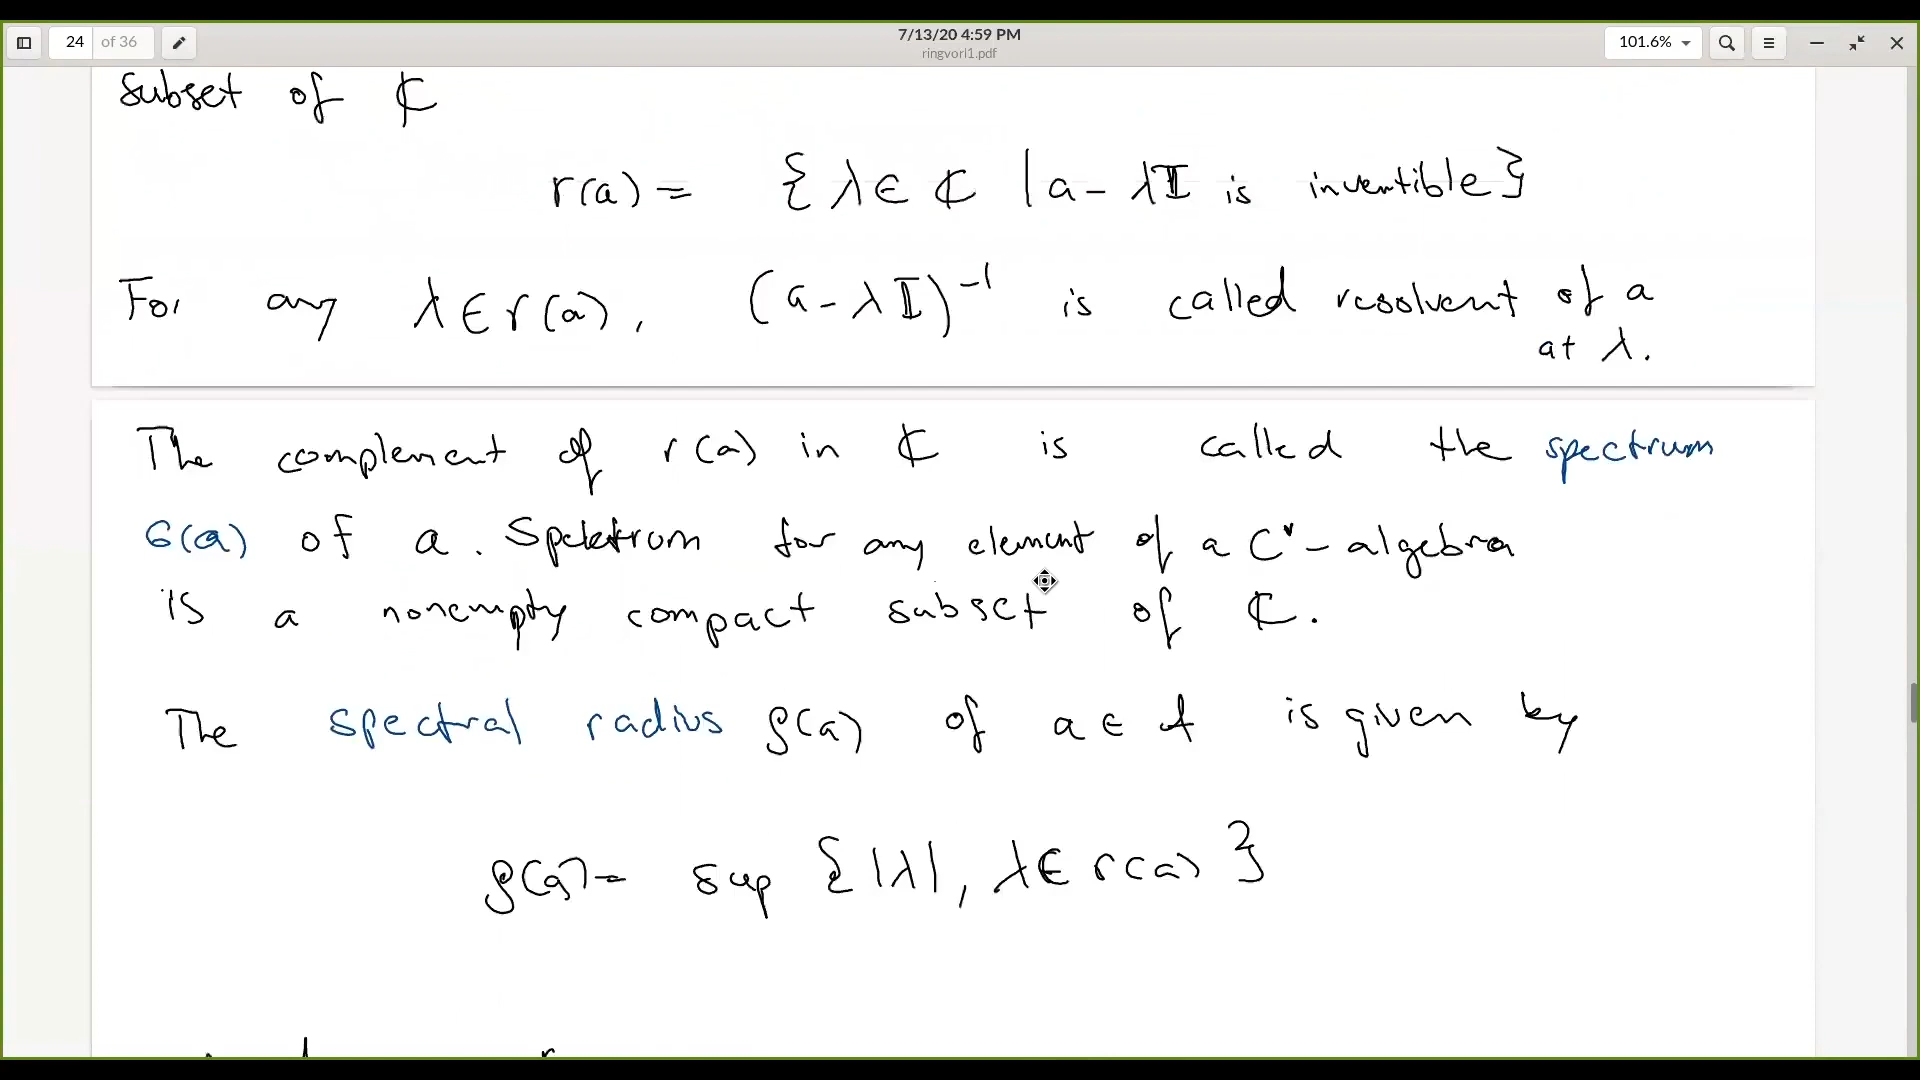 7/13/20 4:59 PM
24 of 36
ringvorl1.pdf
101.6%
subset of ℂ
r(a) = {λ ∈ ℂ | a - λ𝕀 is invertible}
For any λ ∈ r(a), (a - λ𝕀)⁻¹ is called resolvent of a
at λ.
The complement of r(a) in ℂ is called the spectrum
σ(a) of a. Spektrum for any element of a C*-algebra
is a nonempty compact subset of ℂ.
The spectral radius ρ(a) of a ∈ A is given by
ρ(a) = sup {|λ|, λ ∈ r(a)}